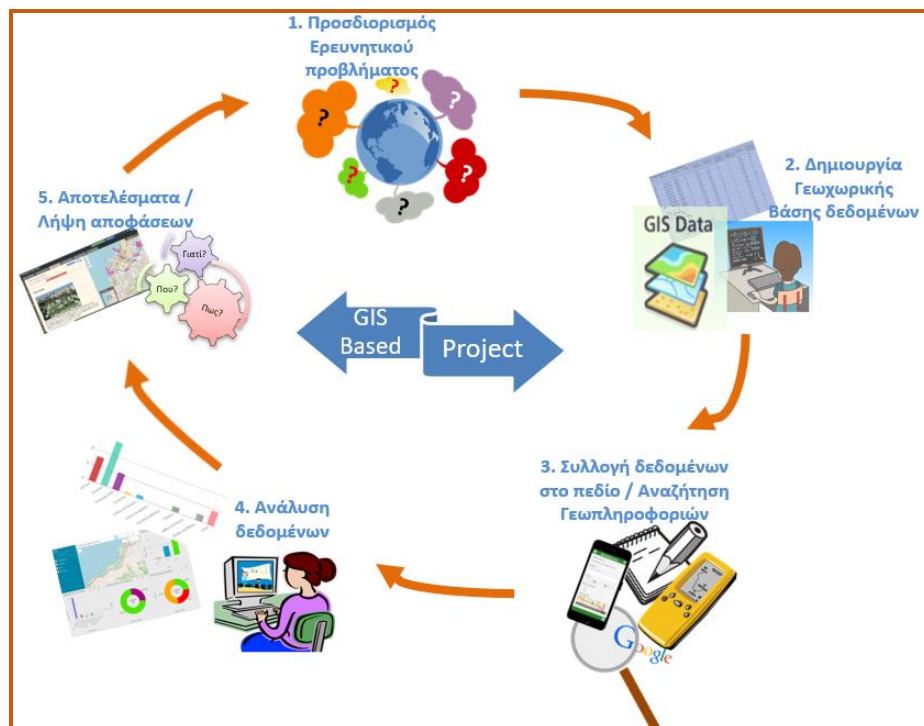 1. Προσδιορισμός
Ερευνητικού
προβλήματος
?
?
?
?
?
?
2. Δημιουργία
Γεωχωρικής
Βάσης δεδομένων
GIS Data
5. Αποτελέσματα /
Λήψη αποφάσεων
Γιατί?
Που?
Πως?
GIS
Based
Project
3. Συλλογή δεδομένων
στο πεδίο / Αναζήτηση
Γεωπληροφοριών
Google
4. Ανάλυση
δεδομένων